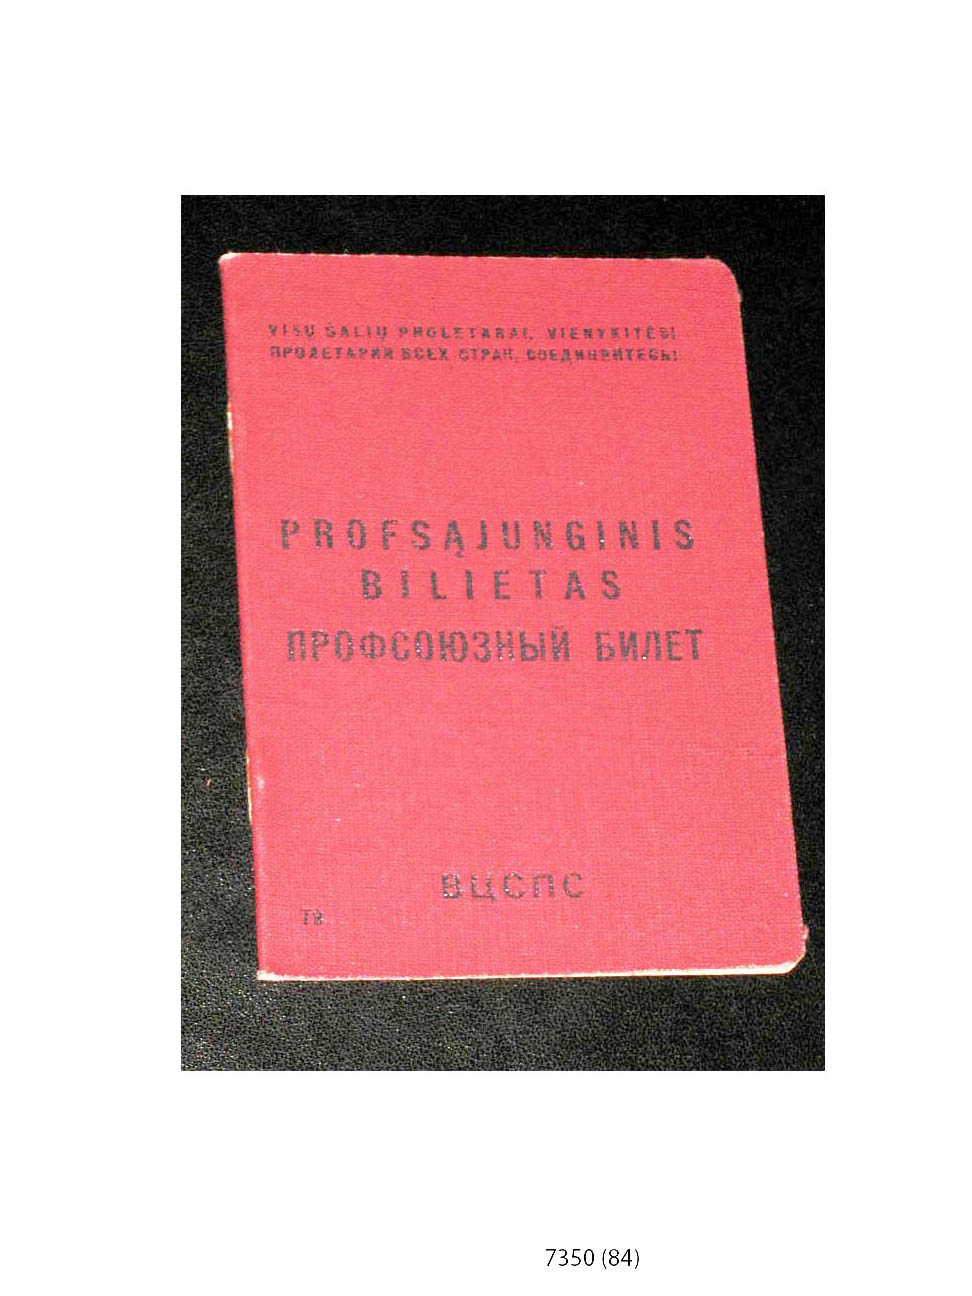 VISŲ ŠALIŲ PROLETARAI, VIENYKITĖS!
ПРОЛЕТАРИИ ВСЕХ СТРАН, СОЕДИНЯЙТЕСЬ!
PROFSĄJUNGINIS
BILIETAS
ПРОФСОЮЗНЫЙ БИЛЕТ
ВЦСПС
7350 (84)